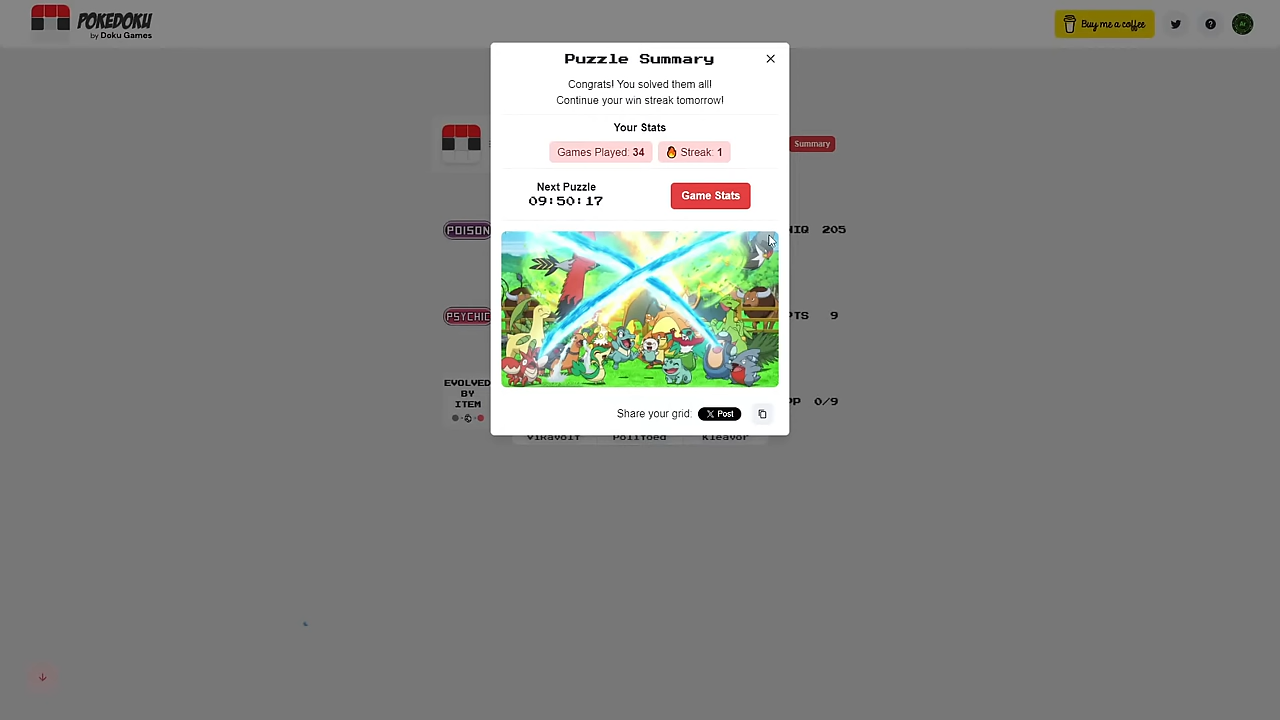 POKEDOKU
by Doku Games
Buy me a coffee
Puzzle Summary
Congrats! You solved them all!
Continue your win streak tomorrow!
Your Stats
Games Played: 34
Streak: 1
Summary
Next Puzzle
09:50:17
Game Stats
POISON
205
PSYCHIC
9
EVOLVED
BY
ITEM
0/9
Share your grid:
Post
Vikavolt
Politoed
Kleavor